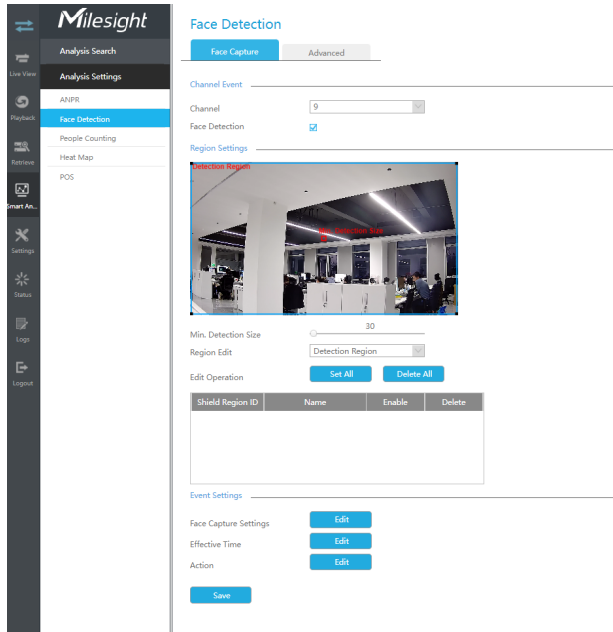 Milesight
Live View
Playback
Retrieve
Smart An...
Settings
Status
Logs
Logout
Analysis Search
Analysis Settings
ANPR
Face Detection
People Counting
Heat Map
POS
Face Detection
Face Capture Advanced
Channel Event
Channel 9
Face Detection
Region Settings
Detection Region
Min. Detection Size
Min. Detection Size 30
Region Edit Detection Region
Edit Operation Set All Delete All
Shield Region ID Name Enable Delete
Event Settings
Face Capture Settings Edit
Effective Time Edit
Action Edit
Save